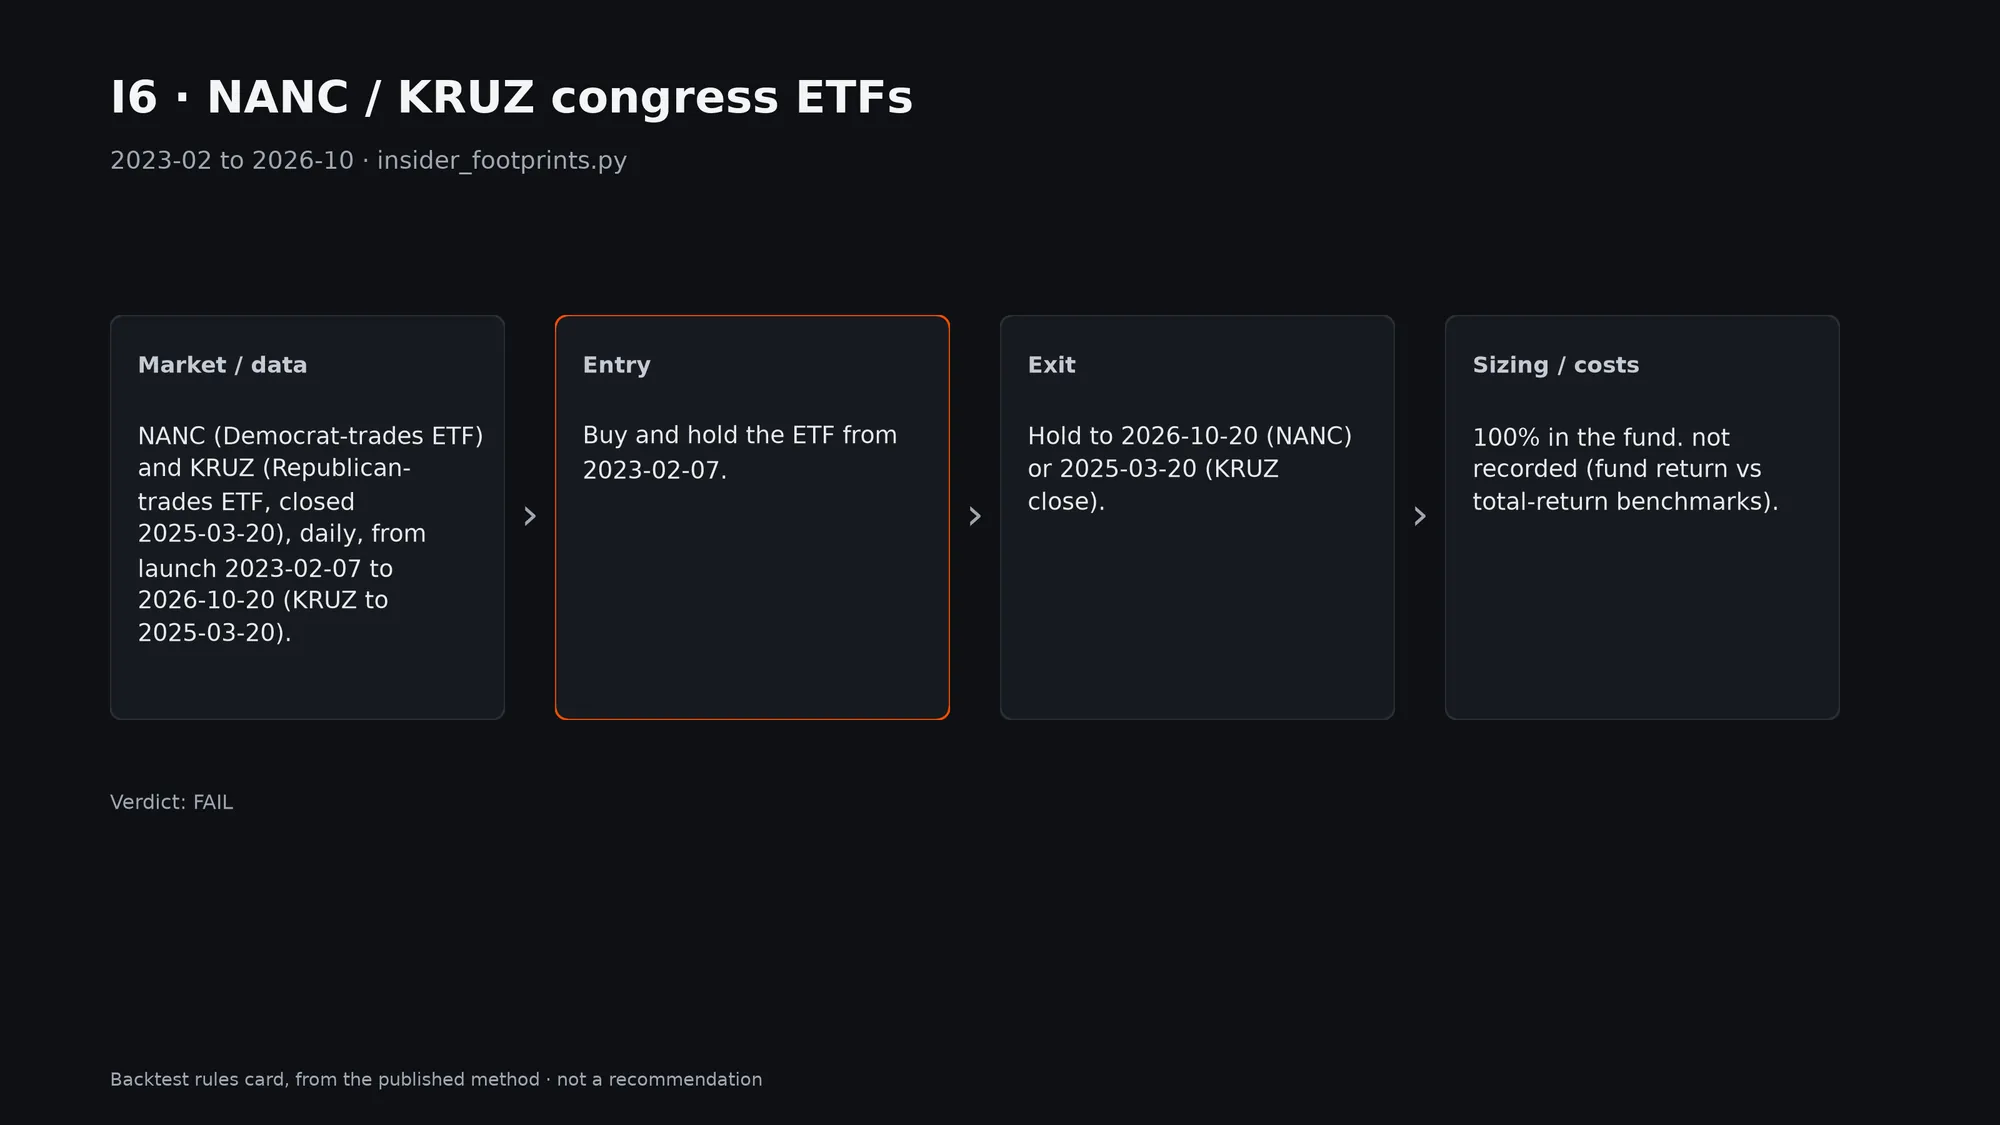 I6 · NANC / KRUZ congress ETFs
2023-02 to 2026-10 · insider_footprints.py
Market / data
NANC (Democrat-trades ETF)
and KRUZ (Republican-
trades ETF, closed
2025-03-20), daily, from
launch 2023-02-07 to
2026-10-20 (KRUZ to
2025-03-20).
›
Entry
Buy and hold the ETF from
2023-02-07.
›
Exit
Hold to 2026-10-20 (NANC)
or 2025-03-20 (KRUZ
close).
›
Sizing / costs
100% in the fund. not
recorded (fund return vs
total-return benchmarks).
Verdict: FAIL
Backtest rules card, from the published method · not a recommendation